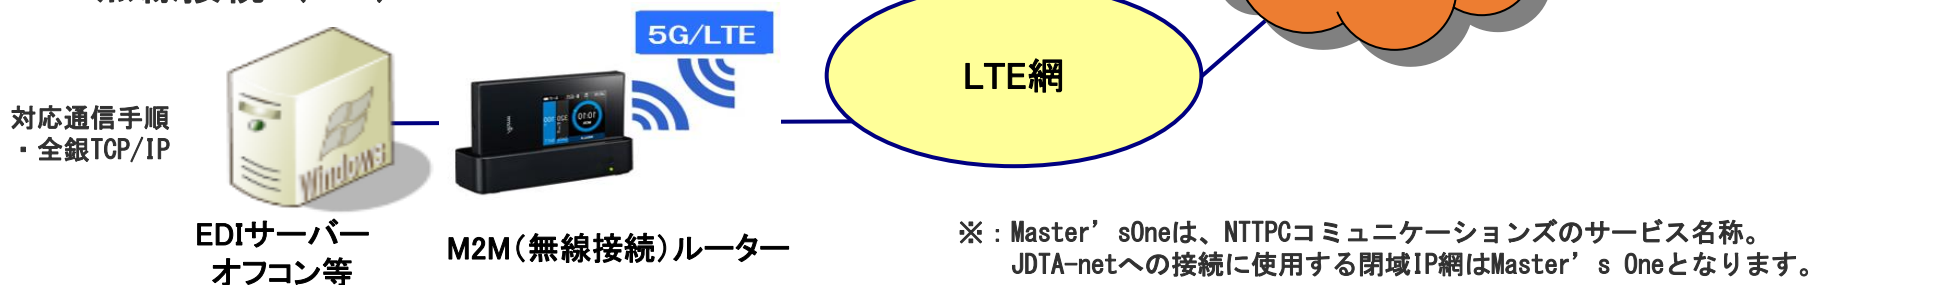 5G/LTE
LTE網
対応通信手順
・全銀TCP/IP
Windows
EDIサーバー
オフコン等
M2M(無線接続)ルーター
※：Master’sOneは、NTTPCコミュニケーションズのサービス名称。
JDTA-netへの接続に使用する閉域IP網はMaster’s Oneとなります。